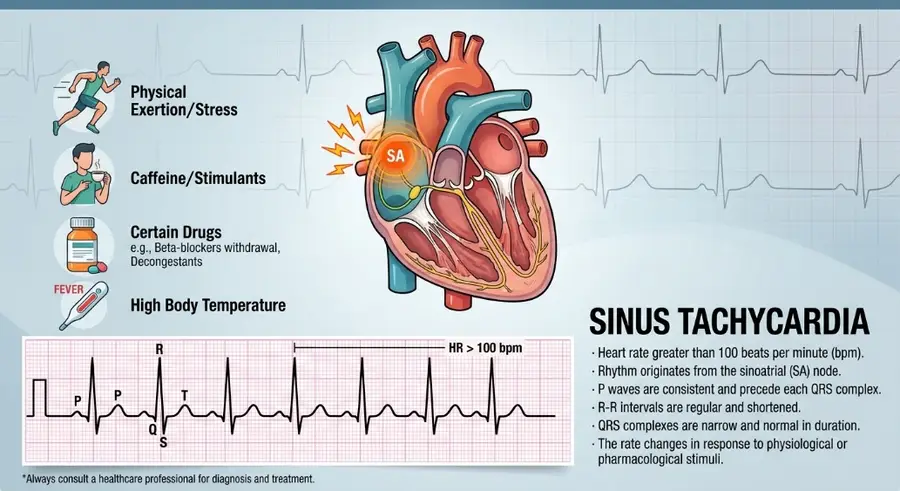 Physical
Exertion/Stress
Caffeine/Stimulants
Certain Drugs
e.g., Beta-blockers withdrawal,
Decongestants
FEVER
High Body Temperature
SA
SINUS TACHYCARDIA
· Heart rate greater than 100 beats per minute (bpm).
· Rhythm originates from the sinoatrial (SA) node.
· P waves are consistent and precede each QRS complex.
· R-R intervals are regular and shortened.
· QRS complexes are narrow and normal in duration.
· The rate changes in response to physiological or
pharmacological stimuli.
R
HR > 100 bpm
P
P
T
Q
S
*Always consult a healthcare professional for diagnosis and treatment.